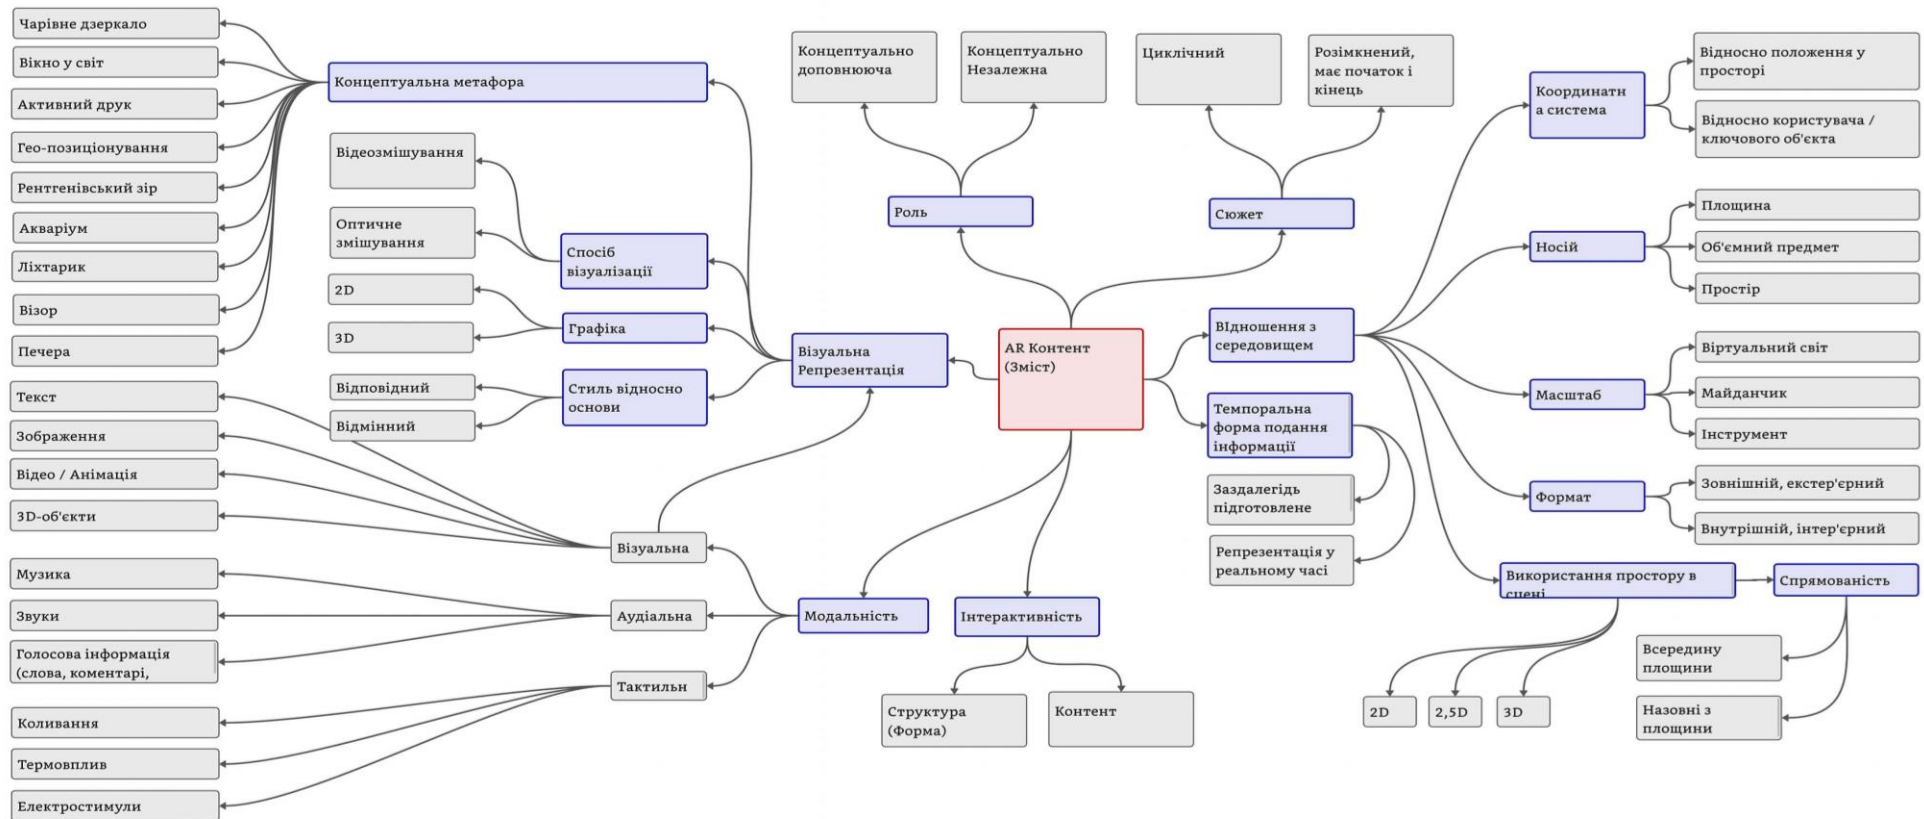 Чарівне дзеркало
Вікно у світ
Активний друк
Гео-позиціонування
Рентгенівський зір
Акваріум
Ліхтарик
Візор
Печера
Текст
Зображення
Відео / Анімація
3D-об'єкти
Музика
Звуки
Голосова інформація
(слова, коментарі,
Коливання
Термовплив
Електростимули
Концептуальна метафора
Відеозмішування
Оптичне
змішування
2D
3D
Відповідний
Відмінний
Спосіб
візуалізації
Графіка
Стиль відносно
основи
Візуальна
Аудіальна
Тактильн
Візуальна
Репрезентація
Модальність
Концептуально
доповнююча
Концептуально
Незалежна
Роль
Циклічний
Розімкнений,
має початок і
кінець
Сюжет
AR Контент
(Зміст)
Інтерактивність
Структура
(Форма)
Контент
ВІдношення з
середовищем
Темпоральна
форма подання
інформації
Заздалегідь
підготовлене
Репрезентація у
реальному часі
Координатн
а система
Відносно положення у
просторі
Відносно користувача /
ключового об'єкта
Носій
Площина
Об'ємний предмет
Простір
Масштаб
Віртуальний світ
Майданчик
Інструмент
Формат
Зовнішній, екстер'єрний
Внутрішній, інтер'єрний
Використання простору в
сцені
Спрямованість
2D
2,5D
3D
Всередину
площини
Назовні з
площини